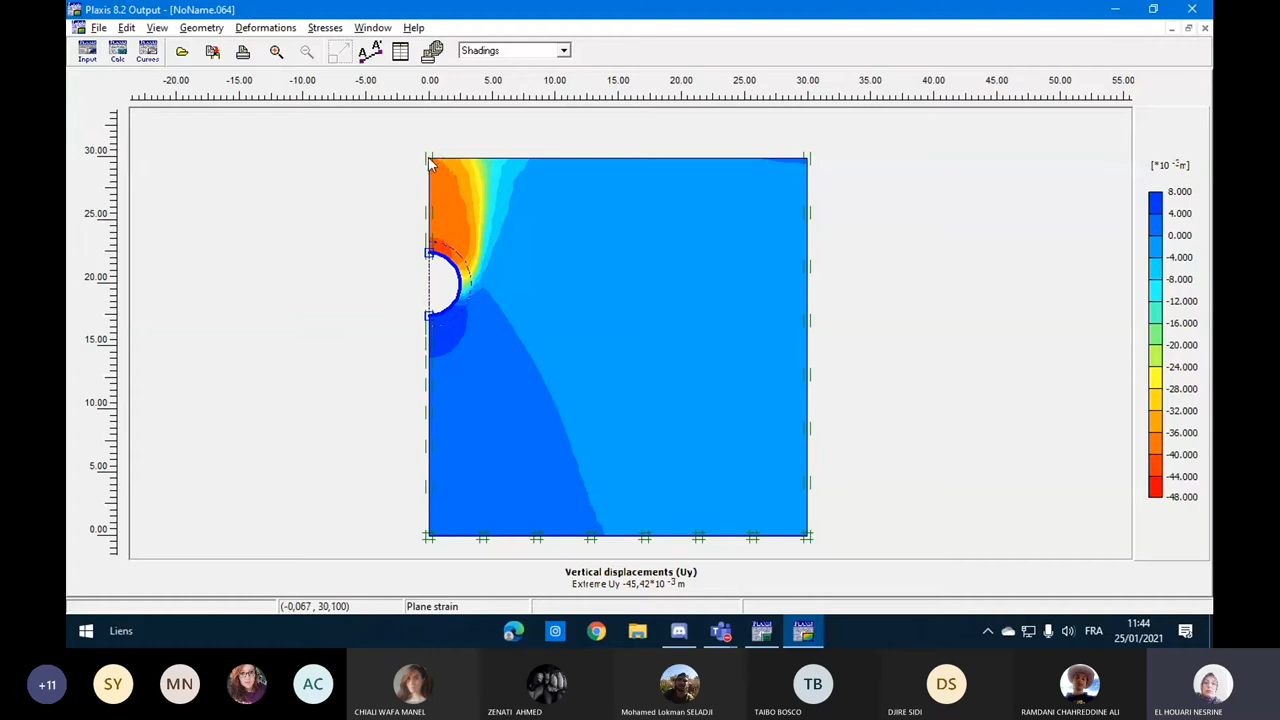 Plaxis 8.2 Output - [NoName.064]
File Edit View Geometry Deformations Stresses Window Help
Input Calc Curves Shadings
-20.00 -15.00 -10.00 -5.00 0.00 5.00 10.00 15.00 20.00 25.00 30.00 35.00 40.00 45.00 50.00 55.00
30.00
25.00
20.00
15.00
10.00
5.00
0.00
[*10 -3m]
8.000
4.000
0.000
-4.000
-8.000
-12.000
-16.000
-20.000
-24.000
-28.000
-32.000
-36.000
-40.000
-44.000
-48.000
Vertical displacements (Uy)
Extreme Uy -45,42*10 -3 m
(-0,067 , 30,100) Plane strain
Liens
FRA
11:44
25/01/2021
+11 SY MN AC TB DS
CHIALI WAFA MANEL ZENATI AHMED Mohamed Lokman SELADJI TAIBO BOSCO DJIRE SIDI RAMDANI CHAHREDDINE ALI EL HOUARI NESRINE